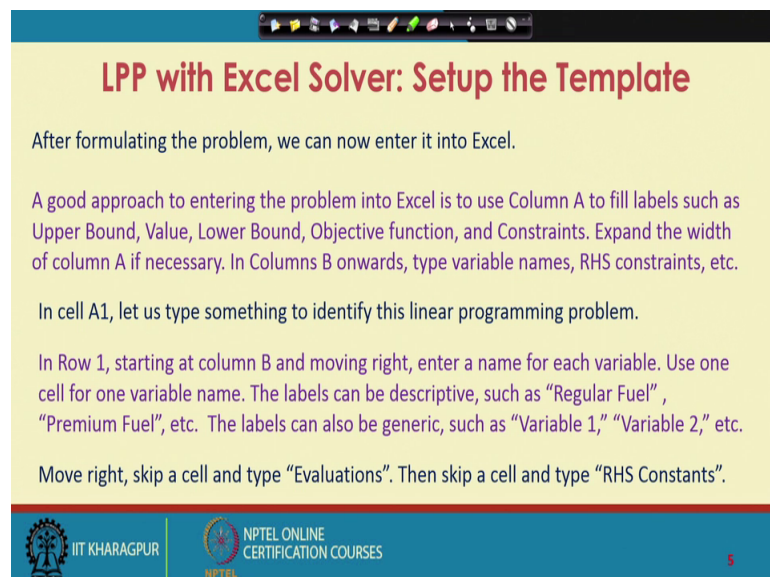 LPP with Excel Solver: Setup the Template
After formulating the problem, we can now enter it into Excel.
A good approach to entering the problem into Excel is to use Column A to fill labels such as
Upper Bound, Value, Lower Bound, Objective function, and Constraints. Expand the width
of column A if necessary. In Columns B onwards, type variable names, RHS constraints, etc.
In cell A1, let us type something to identify this linear programming problem.
In Row 1, starting at column B and moving right, enter a name for each variable. Use one
cell for one variable name. The labels can be descriptive, such as “Regular Fuel” ,
“Premium Fuel”, etc.  The labels can also be generic, such as “Variable 1,” “Variable 2,” etc.
Move right, skip a cell and type “Evaluations”. Then skip a cell and type “RHS Constants”.
IIT KHARAGPUR
NPTEL ONLINE
CERTIFICATION COURSES
NPTEL
5